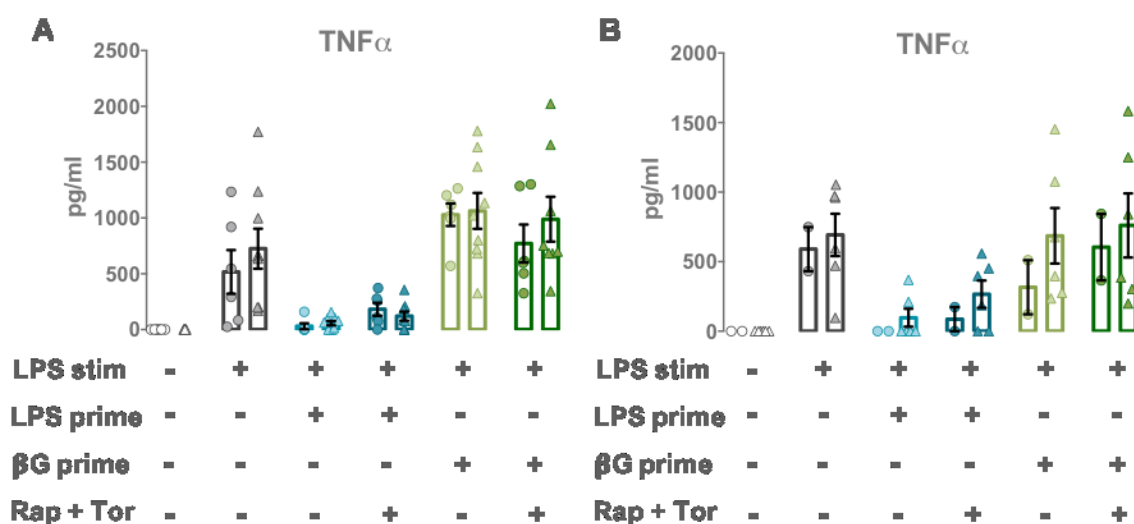 A
TNFα
2500
2000
1500
1000
500
0
pg/ml
LPS stim - + + + + +
LPS prime - - + + - -
βG prime - - - - + +
Rap + Tor - - - + - +
B
TNFα
2000
1500
1000
500
0
pg/ml
LPS stim - + + + + +
LPS prime - - + + - -
βG prime - - - - + +
Rap + Tor - - - + - +